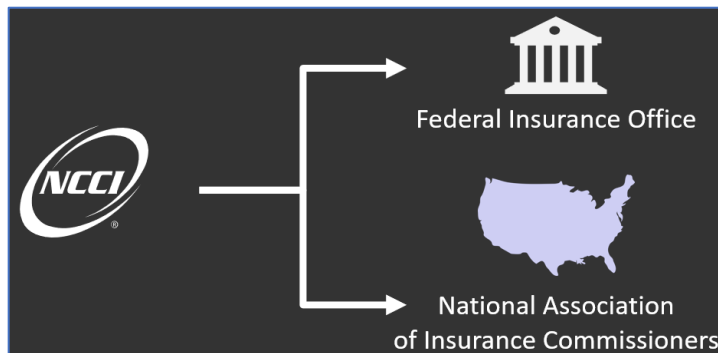 Federal Insurance Office
NCCI
®
National Association
of Insurance Commissioners